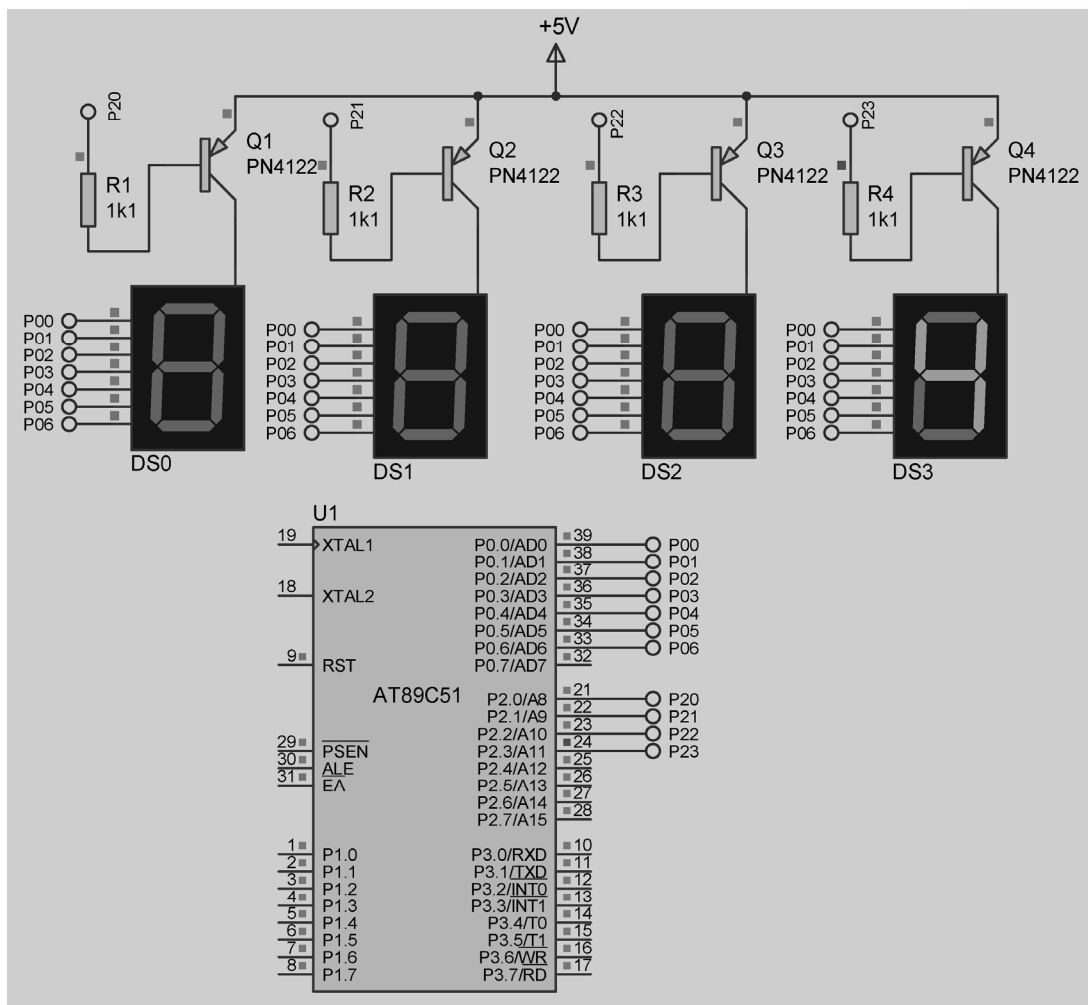 +5V
P20
P21
P22
P23
Q1
PN4122
Q2
PN4122
Q3
PN4122
Q4
PN4122
R1
1k1
R2
1k1
R3
1k1
R4
1k1
P00
P01
P02
P03
P04
P05
P06
P00
P01
P02
P03
P04
P05
P06
P00
P01
P02
P03
P04
P05
P06
P00
P01
P02
P03
P04
P05
P06
DS0
DS1
DS2
DS3
U1
19 XTAL1
18 XTAL2
9 RST
AT89C51
29 PSEN
30 ALE
31 EA
1 P1.0
2 P1.1
3 P1.2
4 P1.3
5 P1.4
6 P1.5
7 P1.6
8 P1.7
P0.0/AD0 39 P00
P0.1/AD1 38 P01
P0.2/AD2 37 P02
P0.3/AD3 36 P03
P0.4/AD4 35 P04
P0.5/AD5 34 P05
P0.6/AD6 33 P06
P0.7/AD7 32
P2.0/A8 21 P20
P2.1/A9 22 P21
P2.2/A10 23 P22
P2.3/A11 24 P23
P2.4/A12 25
P2.5/A13 26
P2.6/A14 27
P2.7/A15 28
P3.0/RXD 10
P3.1/TXD 11
P3.2/INT0 12
P3.3/INT1 13
P3.4/T0 14
P3.5/T1 15
P3.6/WR 16
P3.7/RD 17